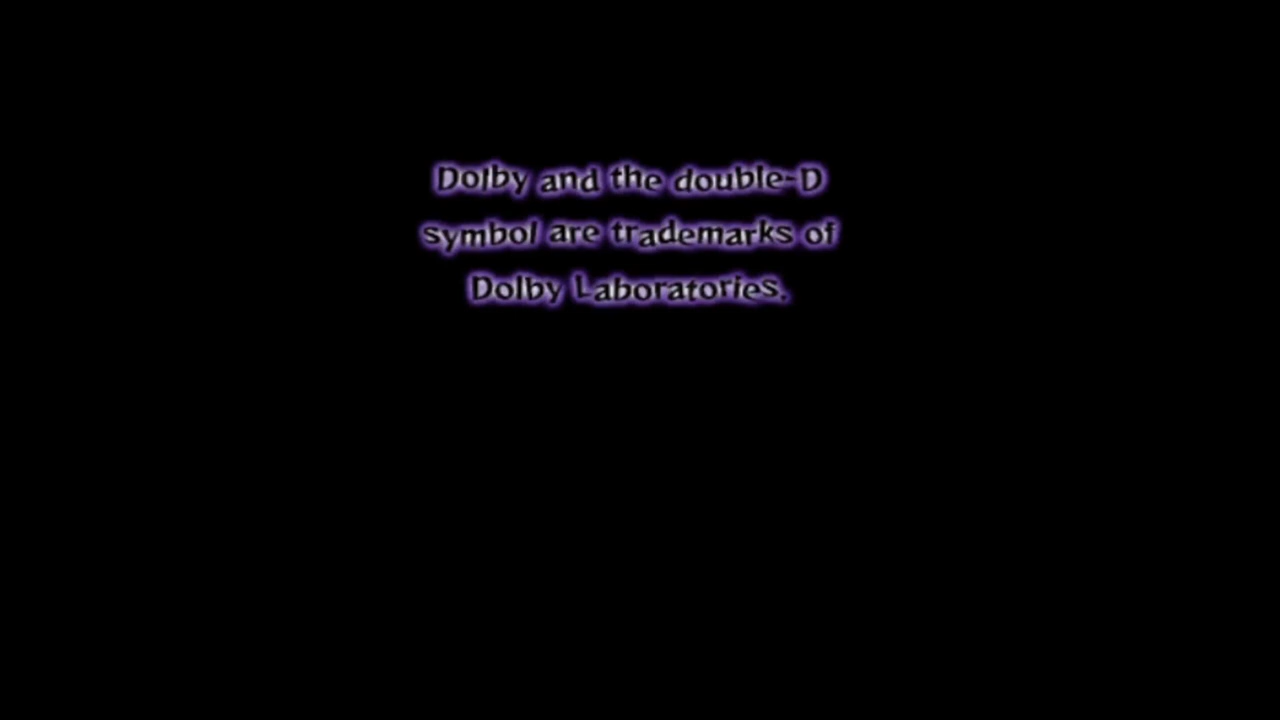 Dolby and the double-D
symbol are trademarks of
Dolby Laboratories.